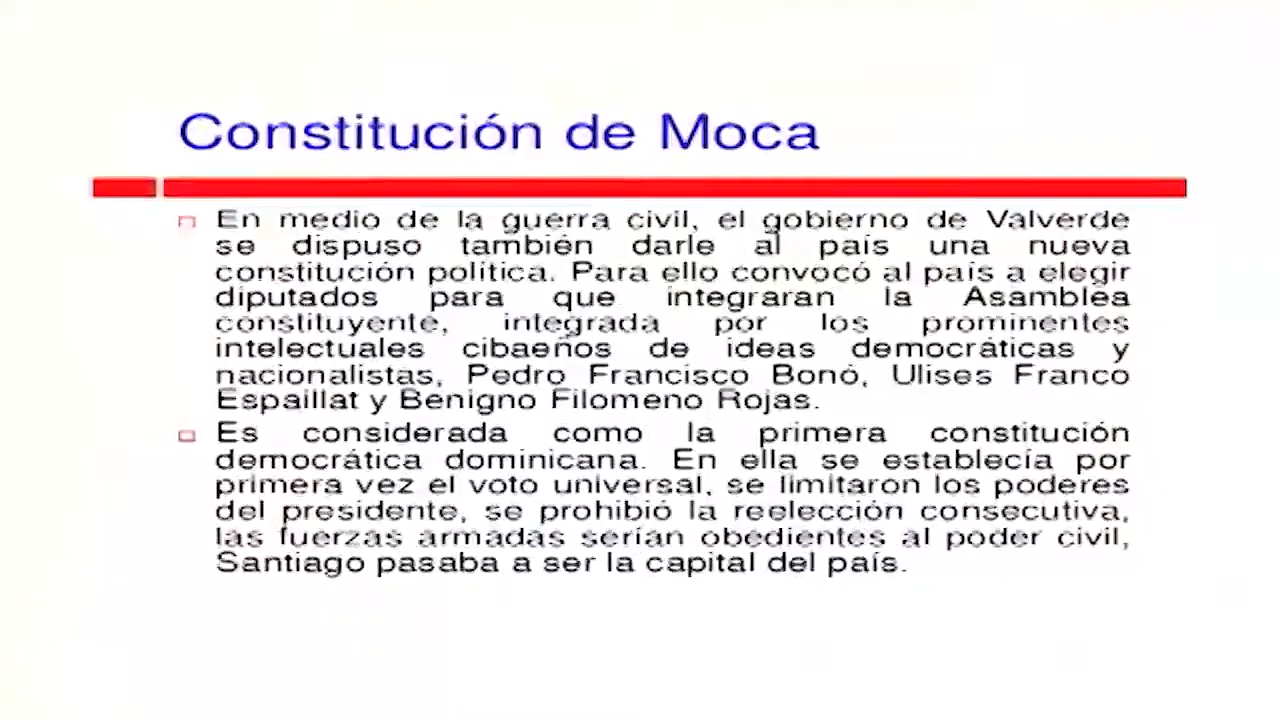 Constitución de Moca
En medio de la guerra civil, el gobierno de Valverde
se dispuso también darle al país una nueva
constitución política. Para ello convocó al país a elegir
diputados para que integraran la Asamblea
constituyente, integrada por los prominentes
intelectuales cibaeños de ideas democráticas y
nacionalistas, Pedro Francisco Bonó, Ulises Franco
Espaillat y Benigno Filomeno Rojas.
Es considerada como la primera constitución
democrática dominicana. En ella se establecía por
primera vez el voto universal, se limitaron los poderes
del presidente, se prohibió la reelección consecutiva,
las fuerzas armadas serían obedientes al poder civil,
Santiago pasaba a ser la capital del país.